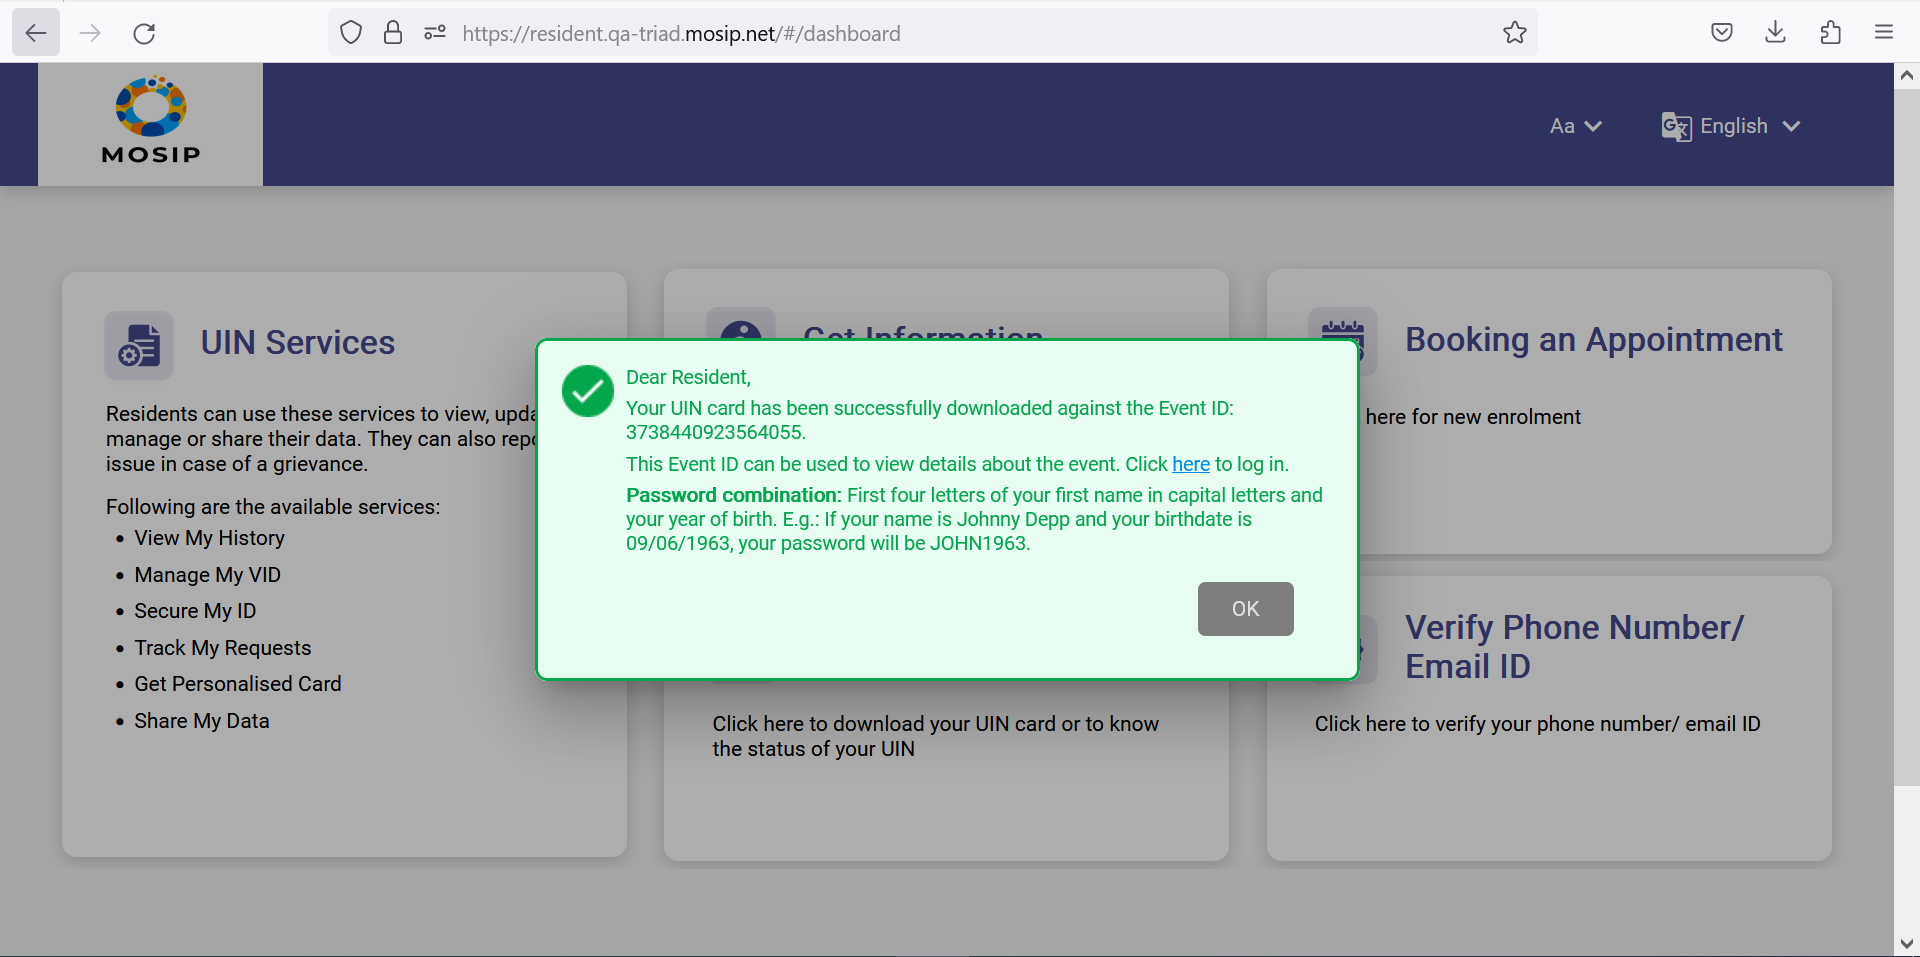 https://resident.qa-triad.mosip.net/#/dashboard
MOSIP
Aa
English
UIN Services
Residents can use these services to view, upda
manage or share their data. They can also repo
issue in case of a grievance.
Following are the available services:
• View My History
• Manage My VID
• Secure My ID
• Track My Requests
• Get Personalised Card
• Share My Data
Get Information
Booking an Appointment
here for new enrolment
Dear Resident,
Your UIN card has been successfully downloaded against the Event ID:
3738440923564055.
This Event ID can be used to view details about the event. Click here to log in.
Password combination: First four letters of your first name in capital letters and
your year of birth. E.g.: If your name is Johnny Depp and your birthdate is
09/06/1963, your password will be JOHN1963.
OK
Click here to download your UIN card or to know
the status of your UIN
Verify Phone Number/
Email ID
Click here to verify your phone number/ email ID